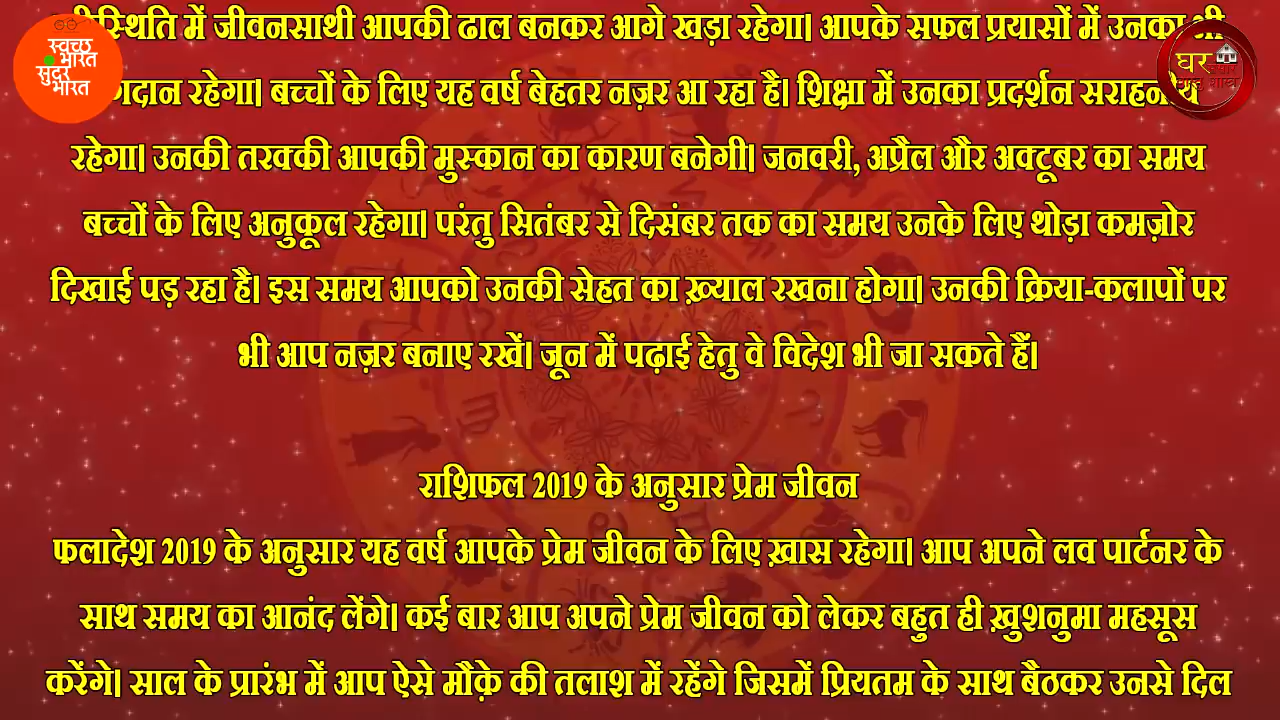 स्थिति में जीवनसाथी आपकी ढाल बनकर आगे खड़ा रहेगा। आपके सफल प्रयासों में उनका भी
स्वच्छ
भारत
सुंदर
भारत
घर
रहेगा। बच्चों के लिए यह वर्ष बेहतर नज़र आ रहा है। शिक्षा में उनका प्रदर्शन सराहनीय
रहेगा। उनकी तरक्की आपकी मुस्कान का कारण बनेगी। जनवरी, अप्रैल और अक्टूबर का समय
बच्चों के लिए अनुकूल रहेगा। परंतु सितंबर से दिसंबर तक का समय उनके लिए थोड़ा कमज़ोर
दिखाई पड़ रहा है। इस समय आपको उनकी सेहत का ख़्याल रखना होगा। उनकी क्रिया-कलापों पर
भी आप नज़र बनाए रखें। जून में पढ़ाई हेतु वे विदेश भी जा सकते हैं।
राशिफल 2019 के अनुसार प्रेम जीवन
फलादेश 2019 के अनुसार यह वर्ष आपके प्रेम जीवन के लिए ख़ास रहेगा। आप अपने लव पार्टनर के
साथ समय का आनंद लेंगे। कई बार आप अपने प्रेम जीवन को लेकर बहुत ही ख़ुशनुमा महसूस
करेंगे। साल के प्रारंभ में आप ऐसे मौक़े की तलाश में रहेंगे जिसमें प्रियतम के साथ बैठकर उनसे दिल